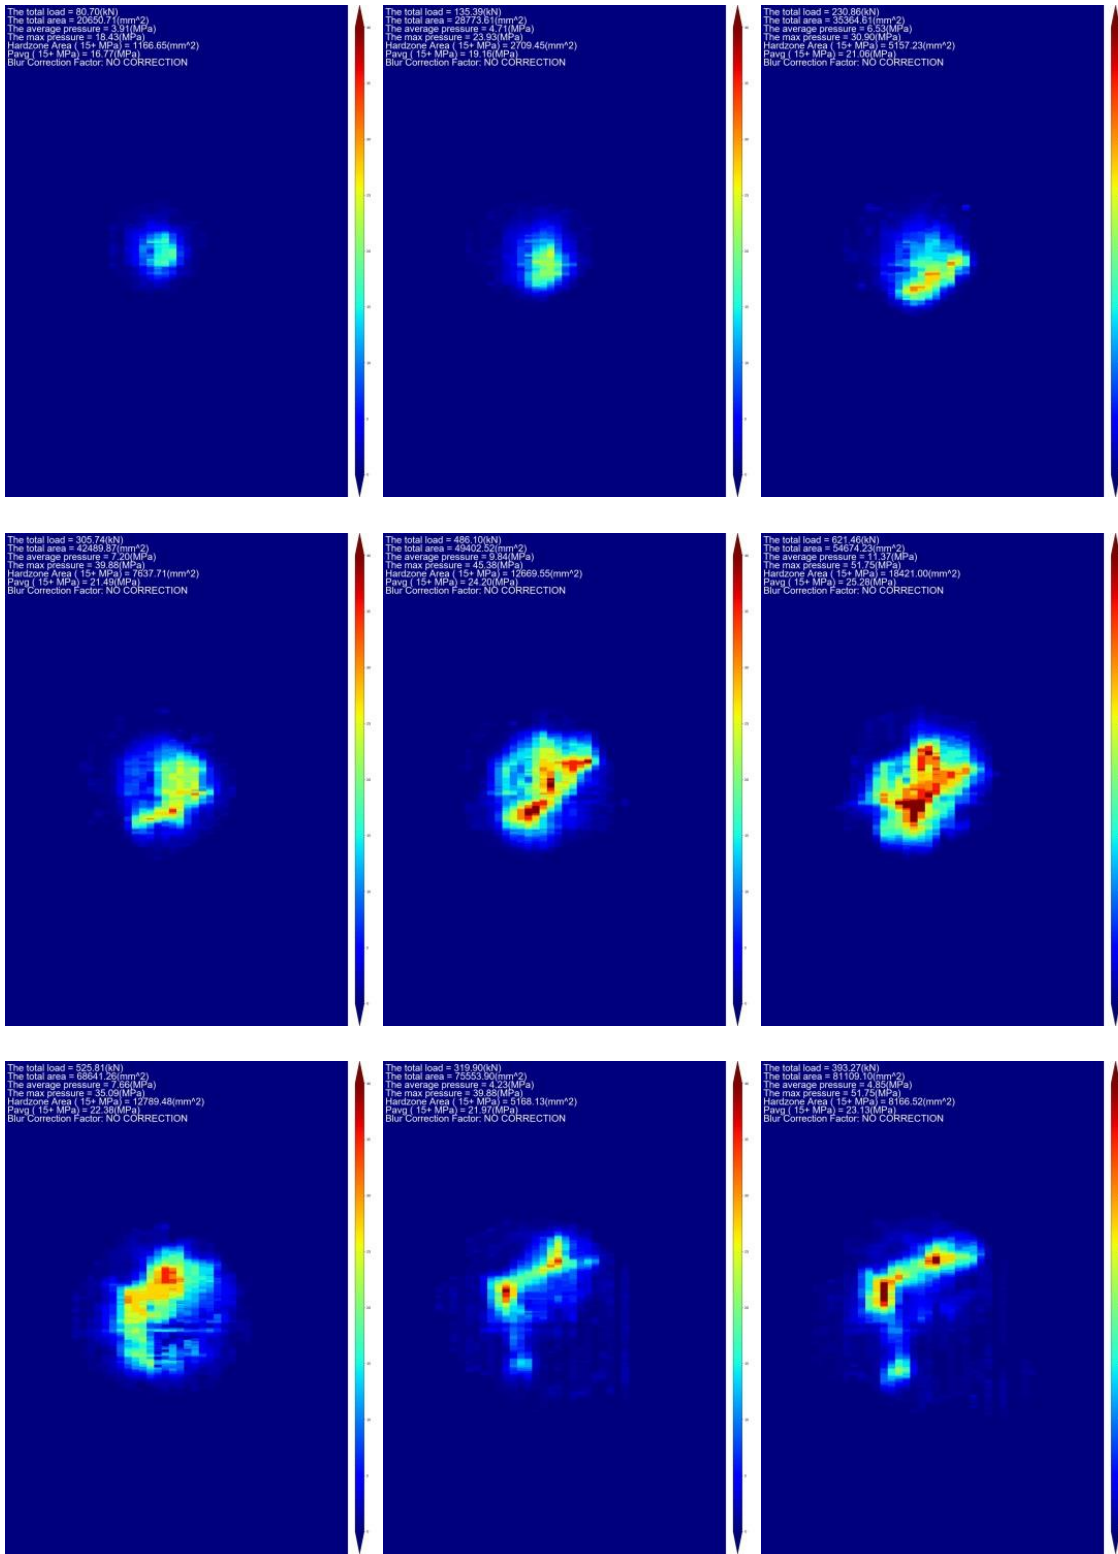 The total load = 80.70(kN)
The total area = 20650.71(mm^2)
The average pressure = 3.91(MPa)
The max pressure = 18.43(MPa)
Hardzone Area ( 15+ MPa) = 1166.65(mm^2)
Pavg ( 15+ MPa) = 16.77(MPa)
Blur Correction Factor: NO CORRECTION
The total load = 135.39(kN)
The total area = 28773.61(mm^2)
The average pressure = 4.71(MPa)
The max pressure = 23.93(MPa)
Hardzone Area ( 15+ MPa) = 2709.45(mm^2)
Pavg ( 15+ MPa) = 19.16(MPa)
Blur Correction Factor: NO CORRECTION
The total load = 230.86(kN)
The total area = 35364.61(mm^2)
The average pressure = 6.53(MPa)
The max pressure = 30.90(MPa)
Hardzone Area ( 15+ MPa) = 5157.23(mm^2)
Pavg ( 15+ MPa) = 21.06(MPa)
Blur Correction Factor: NO CORRECTION
The total load = 305.74(kN)
The total area = 42489.87(mm^2)
The average pressure = 7.20(MPa)
The max pressure = 39.88(MPa)
Hardzone Area ( 15+ MPa) = 7637.71(mm^2)
Pavg ( 15+ MPa) = 21.49(MPa)
Blur Correction Factor: NO CORRECTION
The total load = 486.10(kN)
The total area = 49402.52(mm^2)
The average pressure = 9.84(MPa)
The max pressure = 45.38(MPa)
Hardzone Area ( 15+ MPa) = 12669.55(mm^2)
Pavg ( 15+ MPa) = 24.20(MPa)
Blur Correction Factor: NO CORRECTION
The total load = 621.46(kN)
The total area = 54674.23(mm^2)
The average pressure = 11.37(MPa)
The max pressure = 51.75(MPa)
Hardzone Area ( 15+ MPa) = 18421.00(mm^2)
Pavg ( 15+ MPa) = 25.28(MPa)
Blur Correction Factor: NO CORRECTION
The total load = 525.81(kN)
The total area = 68641.26(mm^2)
The average pressure = 7.66(MPa)
The max pressure = 35.09(MPa)
Hardzone Area ( 15+ MPa) = 12789.48(mm^2)
Pavg ( 15+ MPa) = 22.38(MPa)
Blur Correction Factor: NO CORRECTION
The total load = 319.90(kN)
The total area = 75553.90(mm^2)
The average pressure = 4.23(MPa)
The max pressure = 39.88(MPa)
Hardzone Area ( 15+ MPa) = 5168.13(mm^2)
Pavg ( 15+ MPa) = 21.97(MPa)
Blur Correction Factor: NO CORRECTION
The total load = 393.27(kN)
The total area = 81109.10(mm^2)
The average pressure = 4.85(MPa)
The max pressure = 51.75(MPa)
Hardzone Area ( 15+ MPa) = 8166.52(mm^2)
Pavg ( 15+ MPa) = 23.13(MPa)
Blur Correction Factor: NO CORRECTION